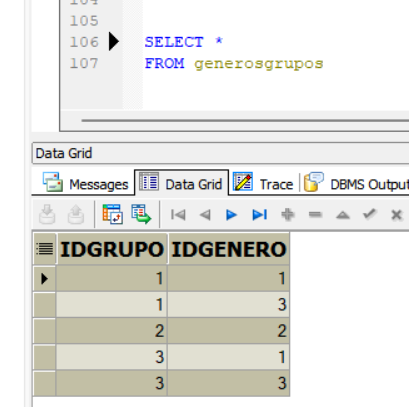 105
106 SELECT *
107 FROM generosgrupos
Data Grid
Messages Data Grid Trace DBMS Output
IDGRUPO IDGENERO
1 1
1 3
2 2
3 1
3 3